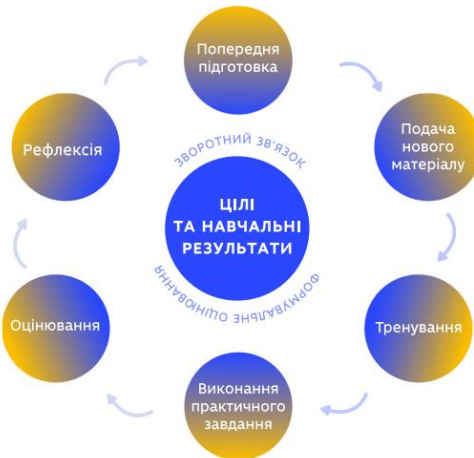 Попередня
підготовка
Подача
нового
матеріалу
Тренування
Виконання
практичного
завдання
Оцінювання
Рефлексія
ЗВОРОТНИЙ ЗВ'ЯЗОК
ЦІЛІ
ТА НАВЧАЛЬНІ
РЕЗУЛЬТАТИ
ФОРМУВАЛЬНЕ ОЦІНЮВАННЯ